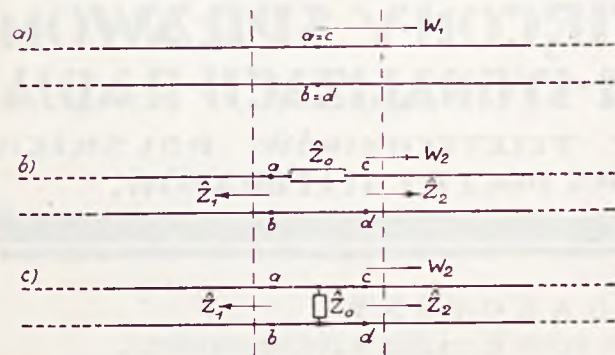 W₁
a=c
a)
b=d
Ẑ₀
b) a c W₂
Ẑ₁ Ẑ₂
b d
W₂
c) a c
Ẑ₁ Ẑ₀ Ẑ₂
b d